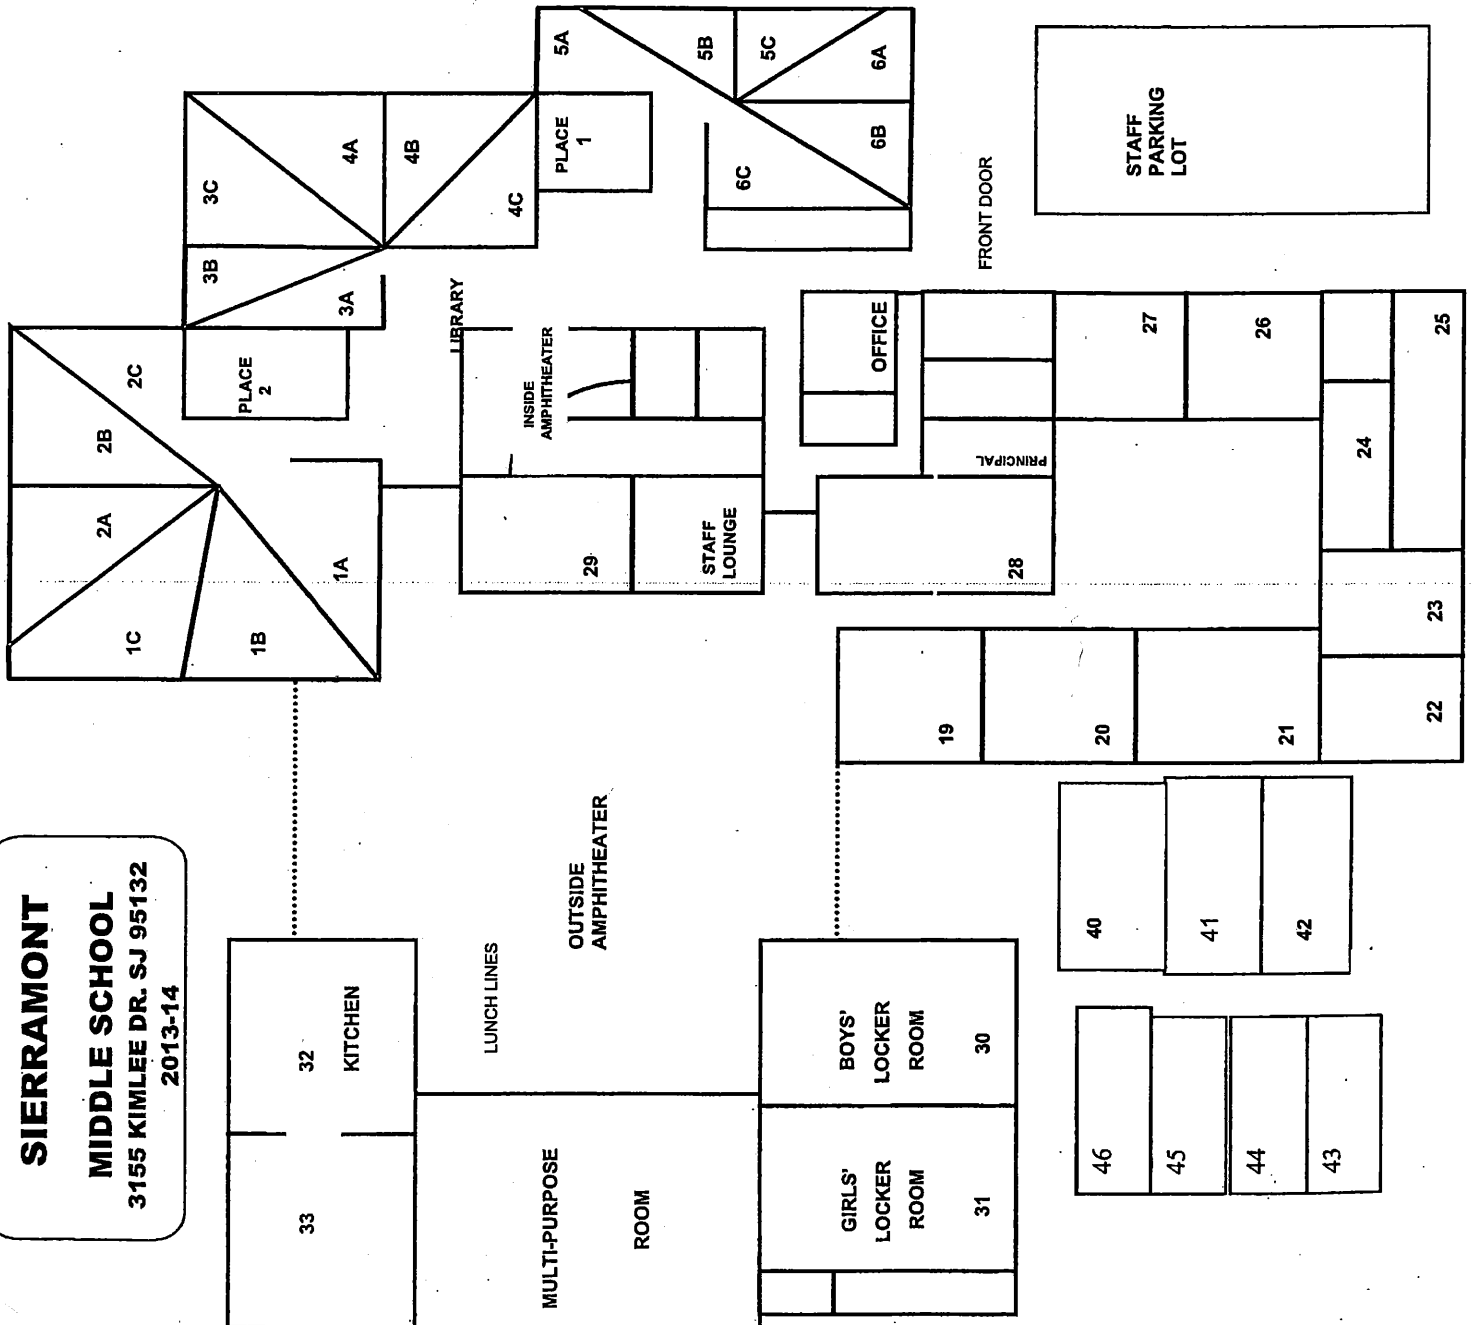 SIERRAMONT
MIDDLE SCHOOL
3155 KIMLEE DR. SJ 95132
2013-14
33
32
KITCHEN
LUNCH LINES
MULTI-PURPOSE
ROOM
OUTSIDE
AMPHITHEATER
GIRLS'
LOCKER
ROOM
31
BOYS'
LOCKER
ROOM
30
46
45
44
43
40
41
42
1C
1B
1A
2A
2B
2C
PLACE
2
3A
3B
3C
4A
4B
4C
PLACE
1
5A
5B
5C
6A
6B
6C
LIBRARY
INSIDE
AMPHITHEATER
29
STAFF
LOUNGE
OFFICE
PRINCIPAL
28
19
20
21
22
23
24
25
26
27
FRONT DOOR
STAFF
PARKING
LOT